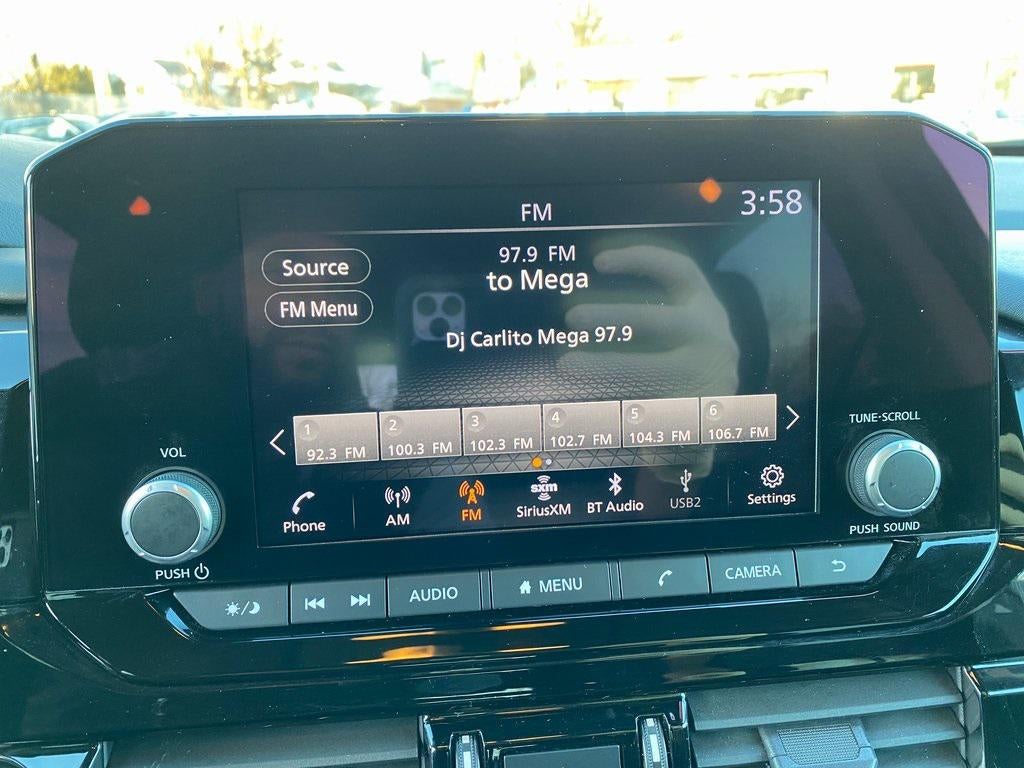 FM
3:58
Source
97.9 FM
to Mega
FM Menu
Dj Carlito Mega 97.9
1 92.3 FM
2 100.3 FM
3 102.3 FM
4 102.7 FM
5 104.3 FM
6 106.7 FM
TUNE·SCROLL
VOL
Phone
AM
FM
sxm
SiriusXM
BT Audio
USB2
Settings
PUSH SOUND
PUSH
AUDIO
MENU
CAMERA